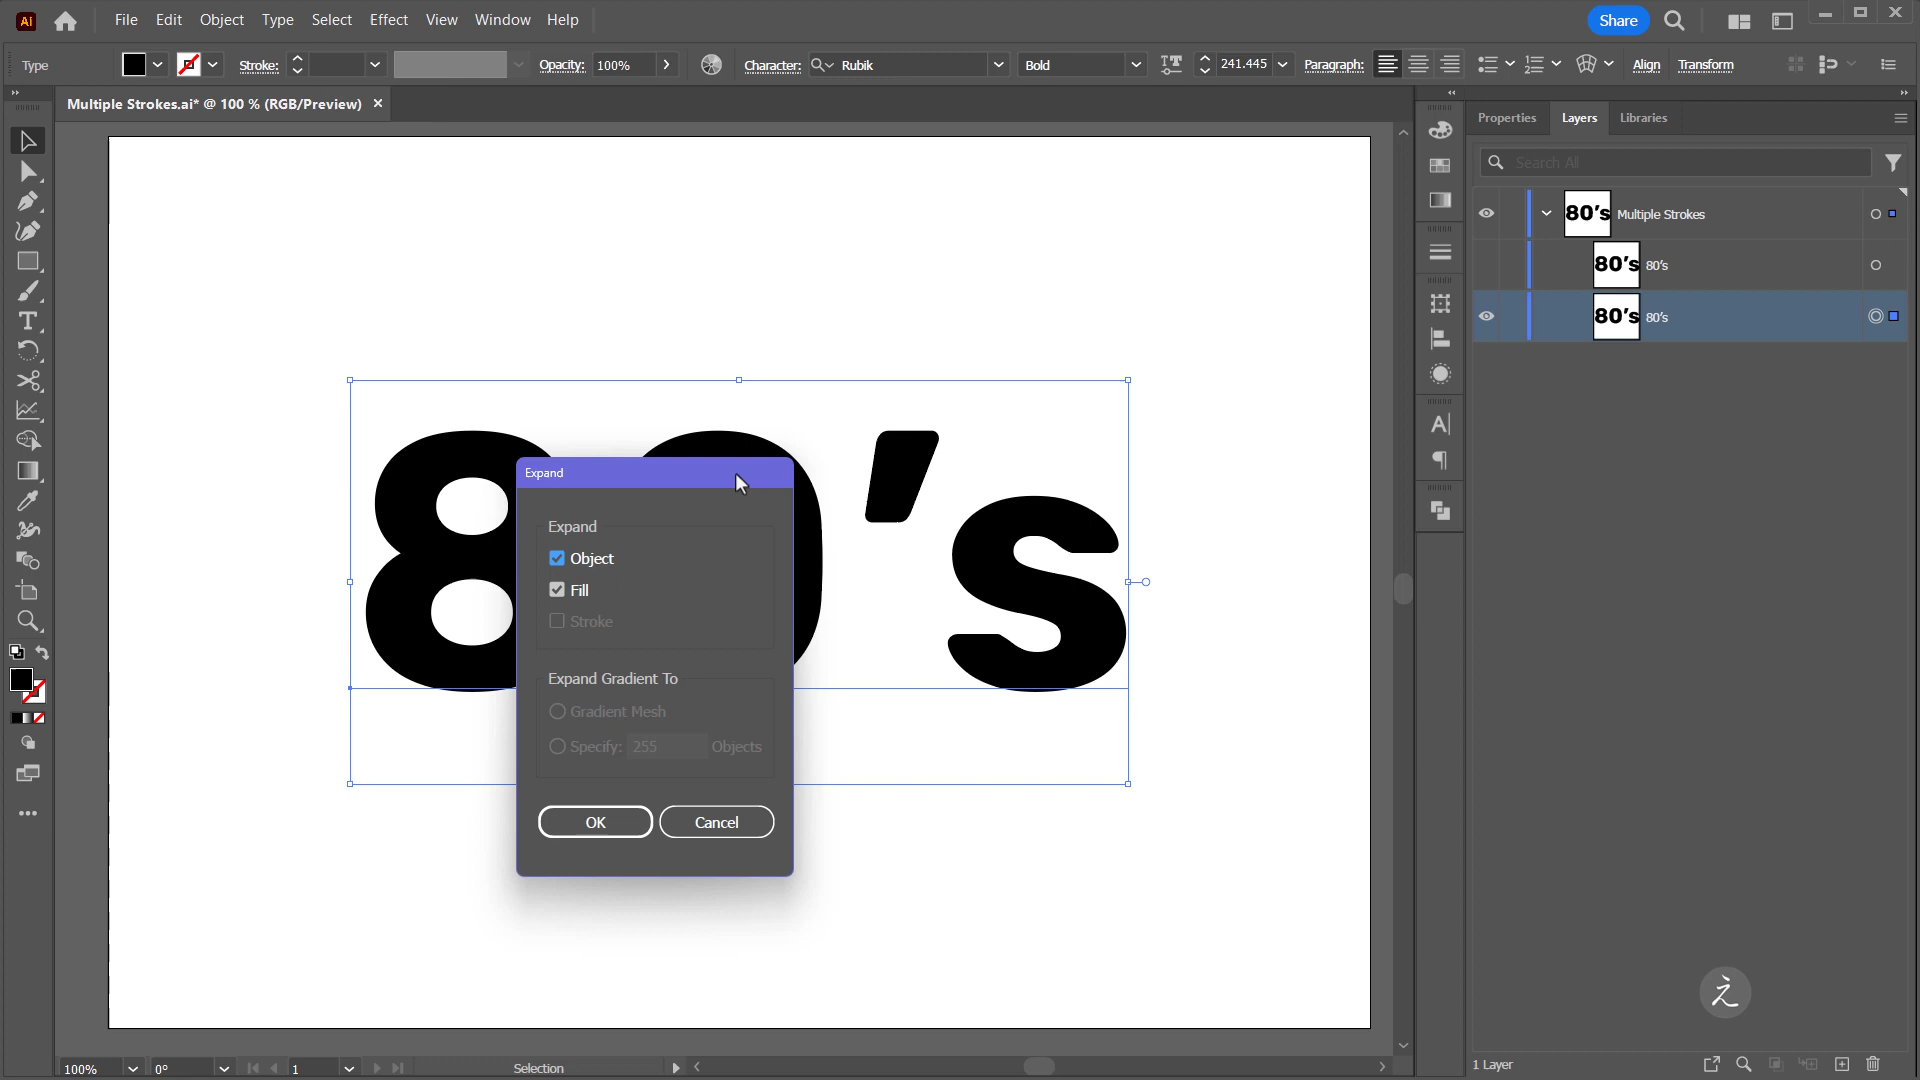 Ai File Edit Object Type Select Effect View Window Help Share
Type Stroke: Opacity: 100% Character: Rubik Bold 241.445 Paragraph: Align Transform
Multiple Strokes.ai* @ 100 % (RGB/Preview)
Properties Layers Libraries
Search All
80's Multiple Strokes
80's 80's
80's 80's
80's
Expand
Expand
Object
Fill
Stroke
Expand Gradient To
Gradient Mesh
Specify: 255 Objects
OK Cancel
100% 0° 1 Selection
1 Layer